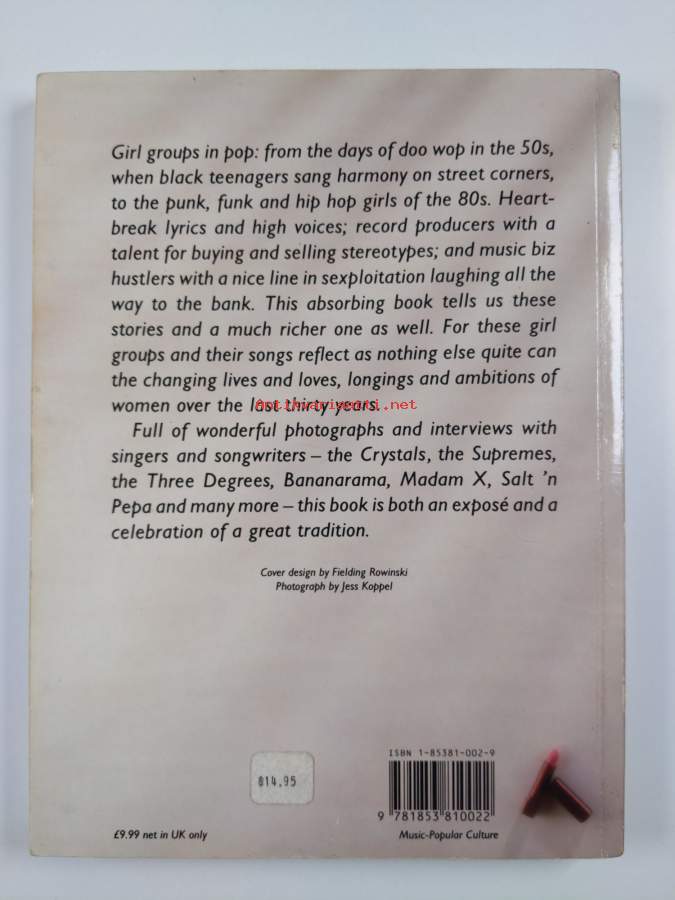 Girl groups in pop: from the days of doo wop in the 50s,
when black teenagers sang harmony on street corners,
to the punk, funk and hip hop girls of the 80s. Heart-
break lyrics and high voices; record producers with a
talent for buying and selling stereotypes; and music biz
hustlers with a nice line in sexploitation laughing all the
way to the bank. This absorbing book tells us these
stories and a much richer one as well. For these girl
groups and their songs reflect as nothing else quite can
the changing lives and loves, longings and ambitions of
women over the last thirty years.
Full of wonderful photographs and interviews with
singers and songwriters – the Crystals, the Supremes,
the Three Degrees, Bananarama, Madam X, Salt 'n
Pepa and many more – this book is both an exposé and a
celebration of a great tradition.
Cover design by Fielding Rowinski
Photograph by Jess Koppel
ISBN 1-85381-002-9
814.95
9 781853 810022
£9.99 net in UK only
Music-Popular Culture